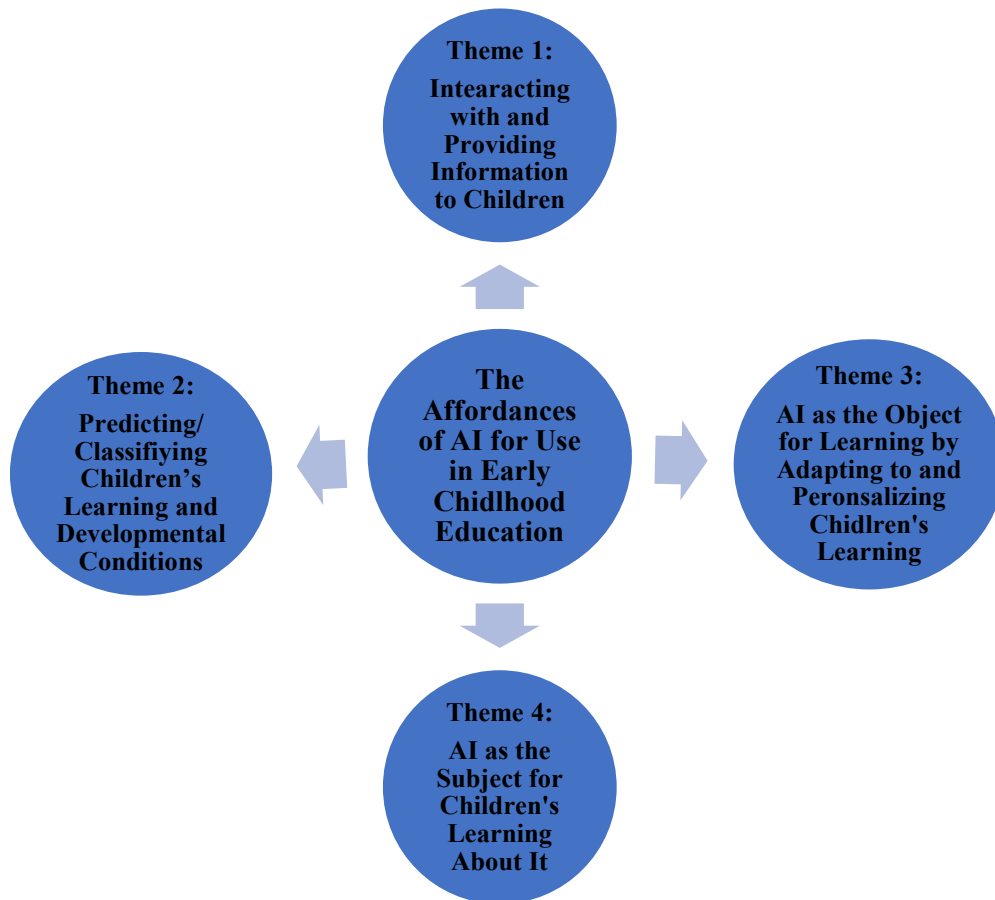 Theme 1:
Intearacting
with and
Providing
Information
to Children
Theme 2:
Predicting/
Classifiying
Children’s
Learning and
Developmental
Conditions
The
Affordances
of AI for Use
in Early
Chidlhood
Education
Theme 3:
AI as the Object
for Learning by
Adapting to and
Peronsalizing
Chidlren's
Learning
Theme 4:
AI as the
Subject for
Children's
Learning
About It